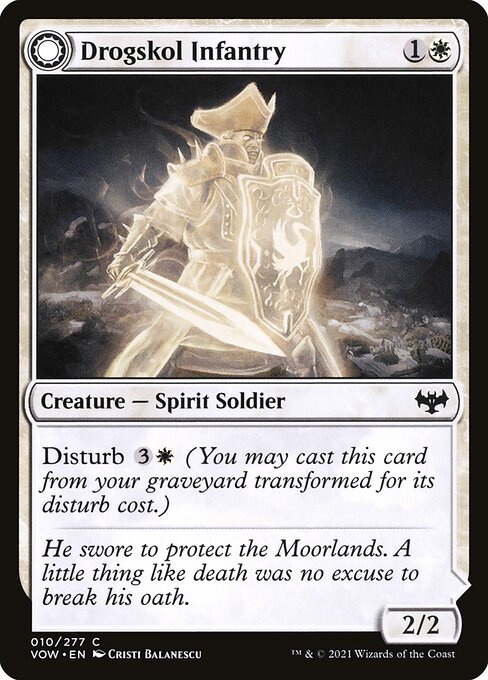 Drogskol Infantry 1
Creature — Spirit Soldier
Disturb 3 (You may cast this card
from your graveyard transformed for its
disturb cost.)
He swore to protect the Moorlands. A
little thing like death was no excuse to
break his oath.
2/2
010/277 C
VOW • EN Cristi Balanescu
™ & © 2021 Wizards of the Coast